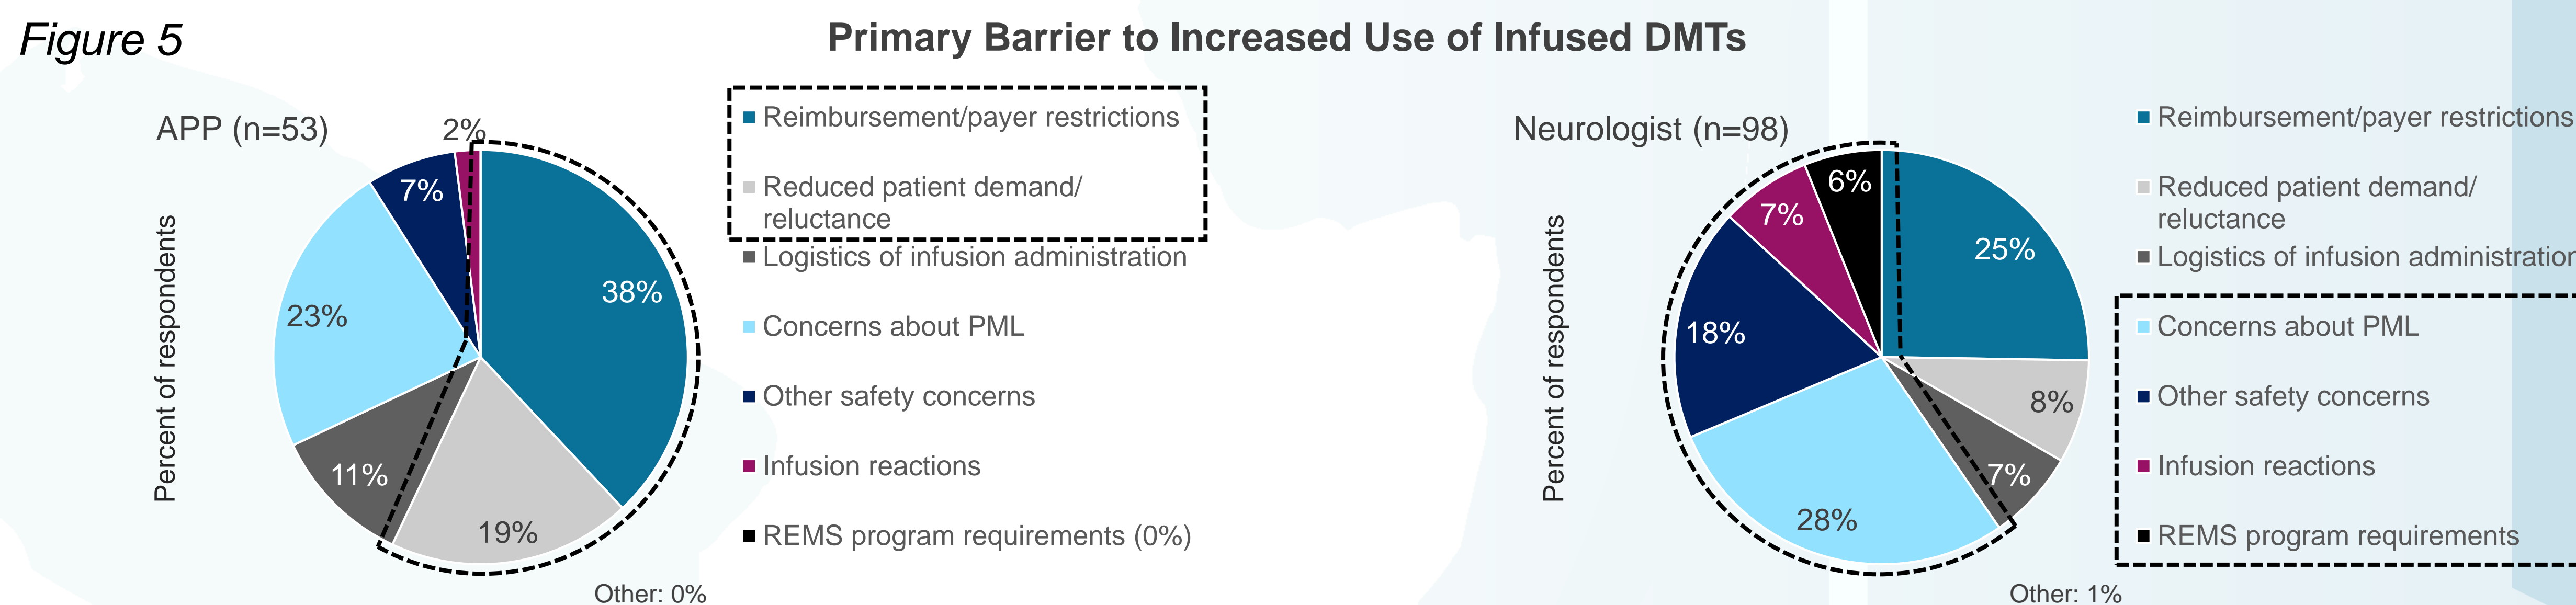 Figure 5
Primary Barrier to Increased Use of Infused DMTs
APP (n=53)
Percent of respondents
2%
7%
23%
11%
19%
38%
Reimbursement/payer restrictions
Reduced patient demand/
reluctance
Logistics of infusion administration
Concerns about PML
Other safety concerns
Infusion reactions
REMS program requirements (0%)
Other: 0%
Neurologist (n=98)
Percent of respondents
6%
7%
18%
28%
7%
8%
25%
Reimbursement/payer restrictions
Reduced patient demand/
reluctance
Logistics of infusion administration
Concerns about PML
Other safety concerns
Infusion reactions
REMS program requirements
Other: 1%